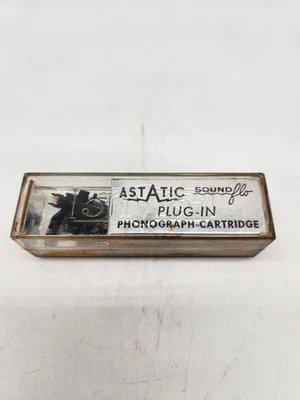 ASTATIC SOUNDflo
PLUG-IN
PHONOGRAPH-CARTRIDGE